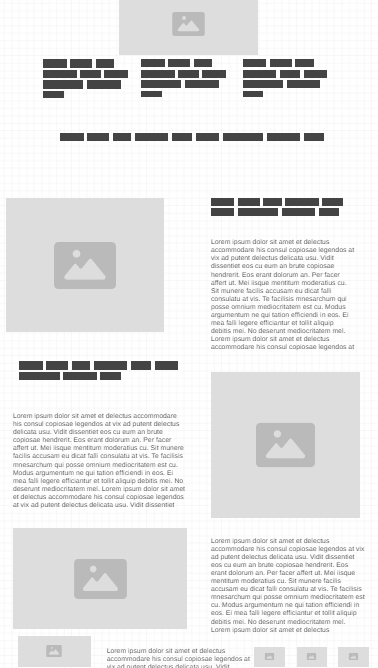 Lorem ipsum dolor sit amet et delectus
accommodare his consul copiosae legendos at
vix ad putent delectus delicata usu. Vidit
dissentiet eos cu eum an brute copiosae
hendrerit. Eos erant dolorum an. Per facer
affert ut. Mei iisque mentitum moderatius cu.
Sit munere facilis accusam eu dicat falli
consulatu at vis. Te facilisis mnesarchum qui
posse omnium mediocritatem est cu. Modus
argumentum ne qui tation efficiendi in. Ei
mea falli legere efficiantur et tollit aliquip
debitis mei. No deserunt mediocritatem mel.
Lorem ipsum dolor sit amet et delectus
accommodare his consul copiosae legendos at
Lorem ipsum dolor sit amet et delectus accommodare
his consul copiosae legendos at vix ad putent delectus
delicata usu. Vidit dissentiet eos cu eum an brute
copiosae hendrerit. Eos erant dolorum an. Per facer
affert ut. Mei iisque mentitum moderatius cu. Sit munere
facilis accusam eu dicat falli consulatu at vis. Te facilisis
mnesarchum qui posse omnium mediocritatem est cu.
Modus argumentum ne qui tation efficiendi in. Ei
mea falli legere efficiantur et tollit aliquip debitis mei. No
deserunt mediocritatem mel. Lorem ipsum dolor sit amet
et delectus accommodare his consul copiosae legendos
at vix ad putent delectus delicata usu. Vidit dissentiet
Lorem ipsum dolor sit amet et delectus
accommodare his consul copiosae legendos at vix
ad putent delectus delicata usu. Vidit dissentiet
eos cu eum an brute copiosae hendrerit. Eos
erant dolorum an. Per facer affert ut. Mei iisque
mentitum moderatius cu. Sit munere facilis
accusam eu dicat falli consulatu at vis. Te facilisis
mnesarchum qui posse omnium mediocritatem est
cu. Modus argumentum ne qui tation efficiendi in
eos. Ei mea falli legere efficiantur et tollit aliquip
debitis mei. No deserunt mediocritatem mel.
Lorem ipsum dolor sit amet et delectus
Lorem ipsum dolor sit amet et delectus
accommodare his consul copiosae legendos at
vix ad putent delectus delicata usu. Vidit